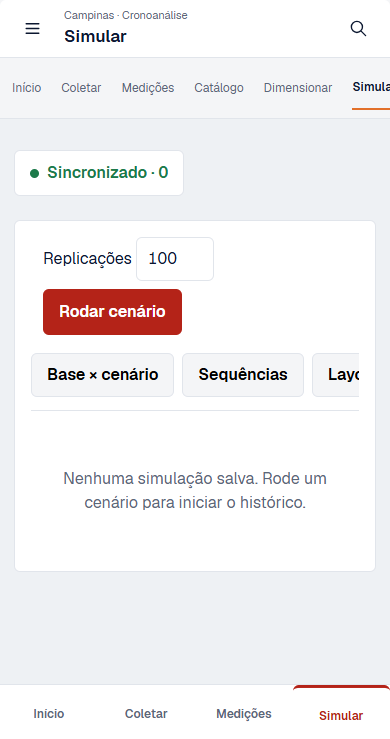 Campinas · Cronoanálise
Simular
Início Coletar Medições Catálogo Dimensionar Simula
Sincronizado · 0
Replicações 100
Rodar cenário
Base × cenário Sequências Layo
Nenhuma simulação salva. Rode um
cenário para iniciar o histórico.
Início Coletar Medições Simular